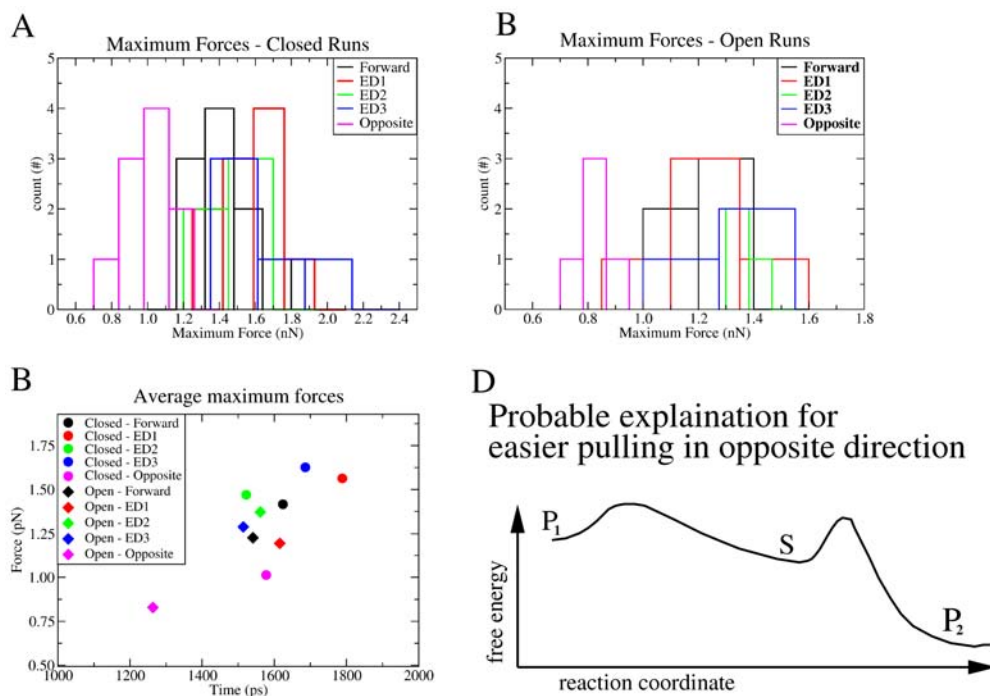 A
Maximum Forces - Closed Runs
5
4
3
2
1
0
count (#)
Forward
ED1
ED2
ED3
Opposite
0.6 0.8 1.0 1.2 1.4 1.6 1.8 2.0 2.2 2.4
Maximum Force (nN)
B
Maximum Forces - Open Runs
5
4
3
2
1
0
count (#)
Forward
ED1
ED2
ED3
Opposite
0.6 0.8 1.0 1.2 1.4 1.6 1.8
Maximum Force (nN)
B
Average maximum forces
1.75
1.50
1.25
1.00
0.75
0.50
Force (pN)
Closed - Forward
Closed - ED1
Closed - ED2
Closed - ED3
Closed - Opposite
Open - Forward
Open - ED1
Open - ED2
Open - ED3
Open - Opposite
1000 1200 1400 1600 1800 2000
Time (ps)
D
Probable explaination for
easier pulling in opposite direction
P1
S
P2
free energy
reaction coordinate